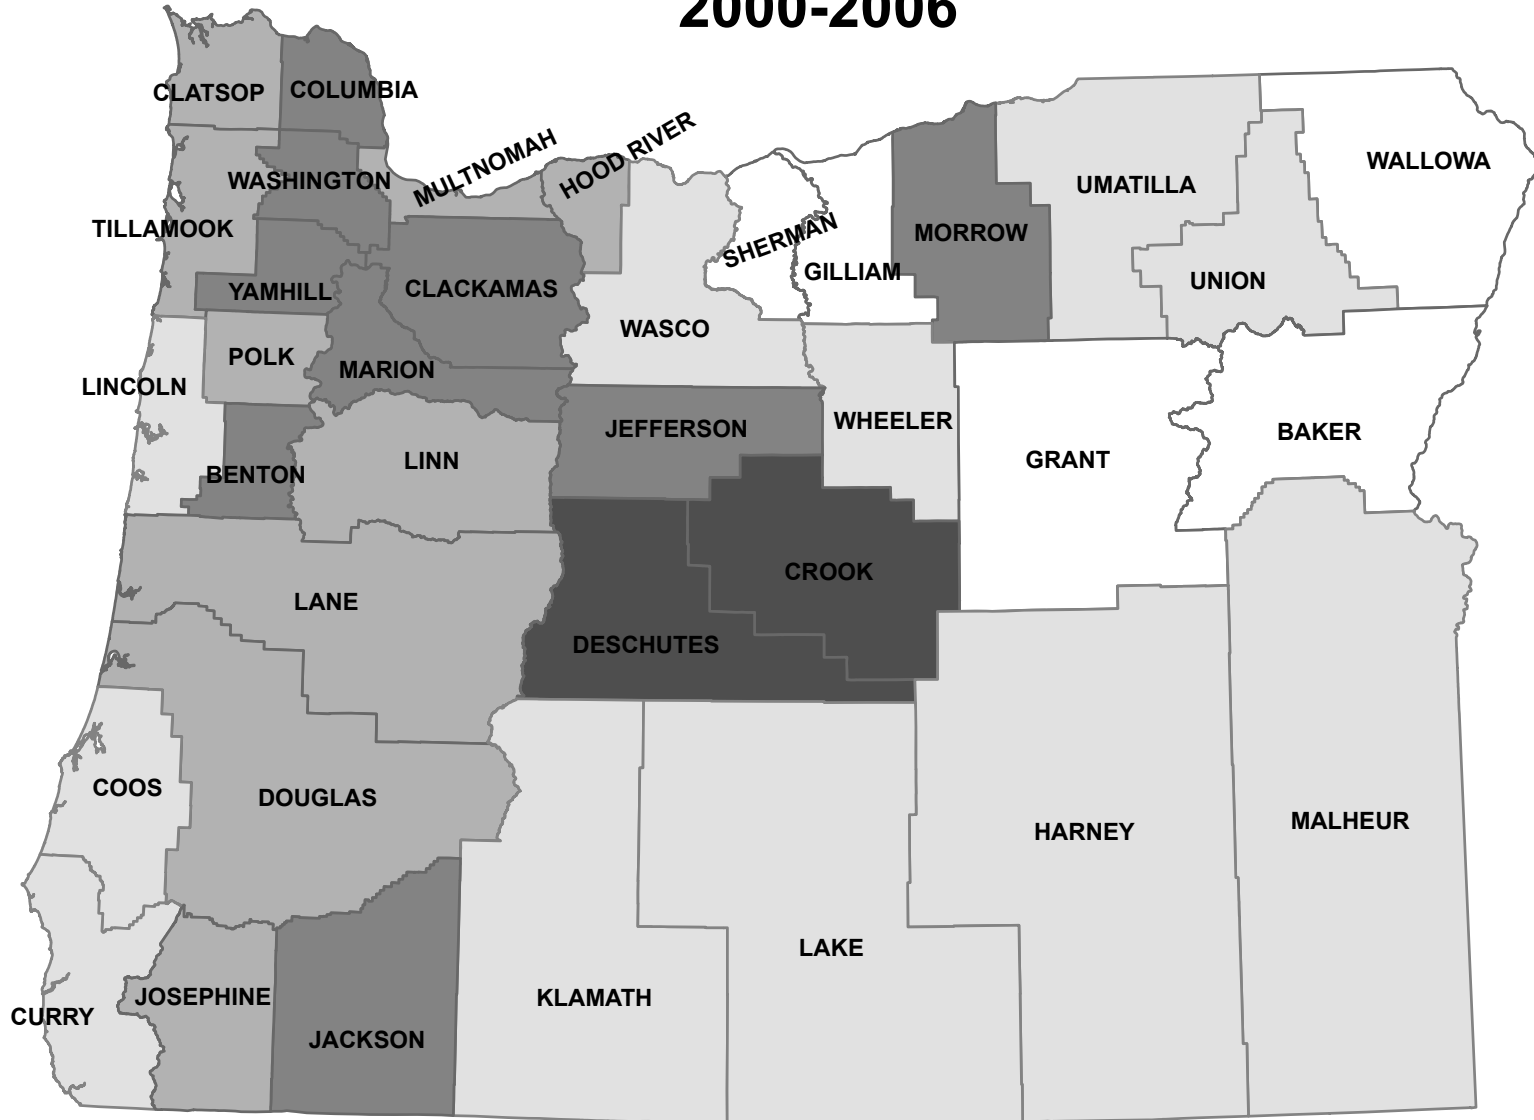 2000-2006
CLATSOP
COLUMBIA
WASHINGTON
MULTNOMAH
HOOD RIVER
WALLOWA
UMATILLA
TILLAMOOK
SHERMAN
MORROW
GILLIAM
UNION
YAMHILL
CLACKAMAS
WASCO
POLK
MARION
LINCOLN
JEFFERSON
WHEELER
BAKER
BENTON
LINN
GRANT
CROOK
LANE
DESCHUTES
COOS
DOUGLAS
HARNEY
MALHEUR
LAKE
JOSEPHINE
KLAMATH
CURRY
JACKSON